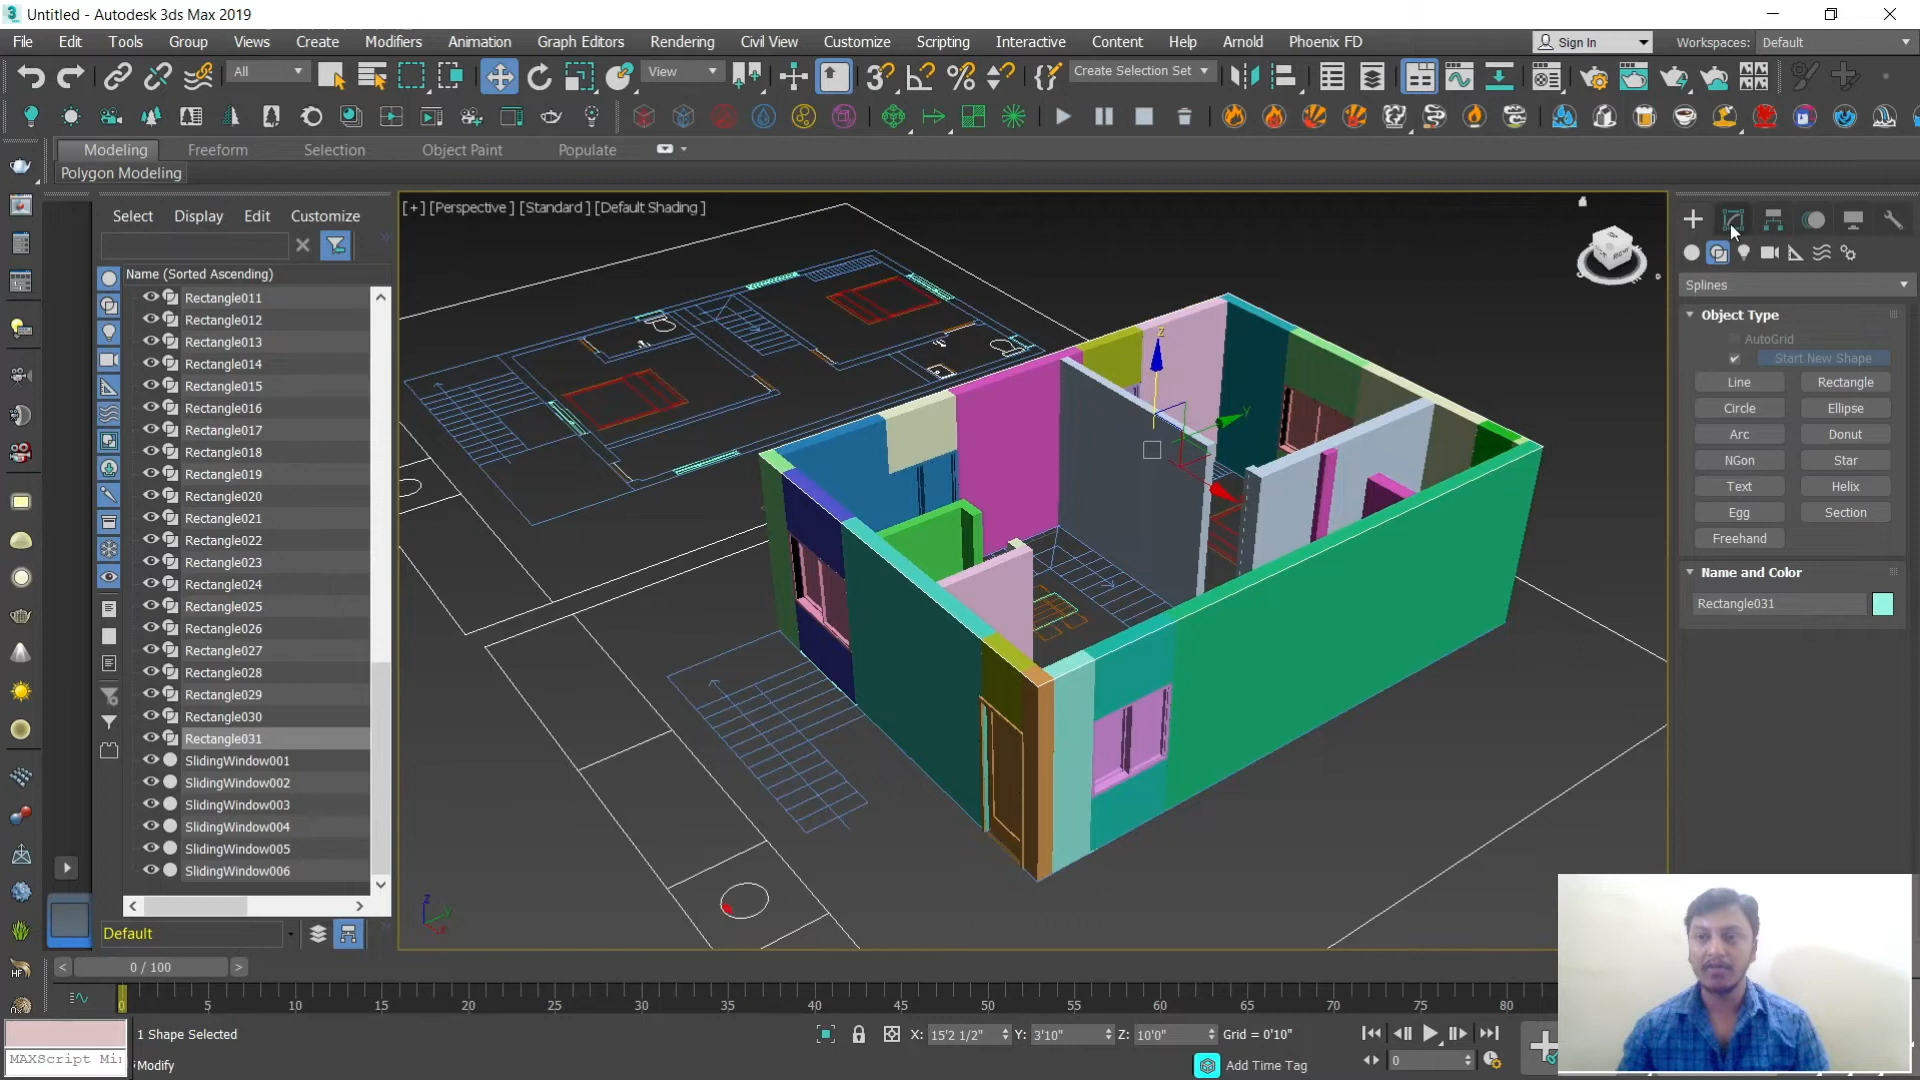 Untitled - Autodesk 3ds Max 2019
File Edit Tools Group Views Create Modifiers Animation Graph Editors Rendering Civil View Customize Scripting Interactive Content Help Arnold Phoenix FD
Sign In
Workspaces: Default
All
View
Create Selection Set
Modeling Freeform Selection Object Paint Populate
Polygon Modeling
Select Display Edit Customize
Name (Sorted Ascending)
Rectangle011
Rectangle012
Rectangle013
Rectangle014
Rectangle015
Rectangle016
Rectangle017
Rectangle018
Rectangle019
Rectangle020
Rectangle021
Rectangle022
Rectangle023
Rectangle024
Rectangle025
Rectangle026
Rectangle027
Rectangle028
Rectangle029
Rectangle030
Rectangle031
SlidingWindow001
SlidingWindow002
SlidingWindow003
SlidingWindow004
SlidingWindow005
SlidingWindow006
Default
[+] [Perspective] [Standard] [Default Shading]
z
y
Splines
Object Type
AutoGrid
Start New Shape
Line Rectangle
Circle Ellipse
Arc Donut
NGon Star
Text Helix
Egg Section
Freehand
Name and Color
Rectangle031
< 0 / 100 >
0 5 10 15 20 25 30 35 40 45 50 55 60 65 70 75 80
1 Shape Selected
X: 15'2 1/2" Y: 3'10" Z: 10'0" Grid = 0'10"
MAXScript Mi
Modify
Add Time Tag
0